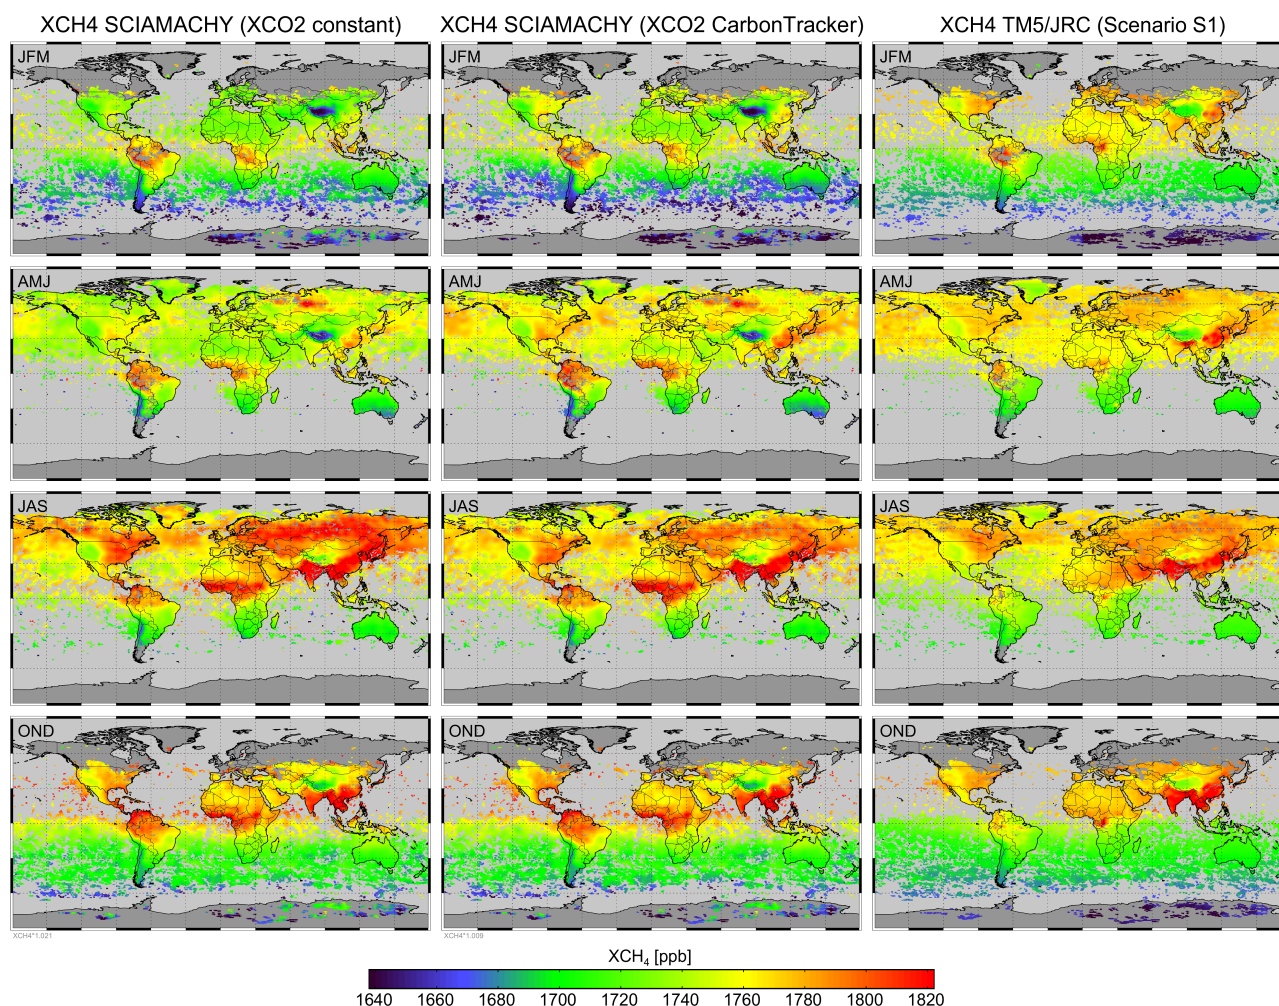 XCH4 SCIAMACHY (XCO2 constant) XCH4 SCIAMACHY (XCO2 CarbonTracker) XCH4 TM5/JRC (Scenario S1)
JFM JFM JFM
AMJ AMJ AMJ
JAS JAS JAS
OND OND OND
XCH4*1.021 XCH4*1.009
XCH₄ [ppb]
1640 1660 1680 1700 1720 1740 1760 1780 1800 1820